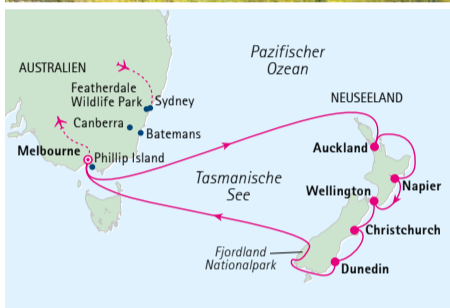 Pazifischer
Ozean
AUSTRALIEN
Featherdale
Wildlife Park
Sydney
NEUSEELAND
Canberra
Batemans
Melbourne
Phillip Island
Auckland
Tasmanische
See
Napier
Wellington
Christchurch
Fjordland
Nationalpark
Dunedin